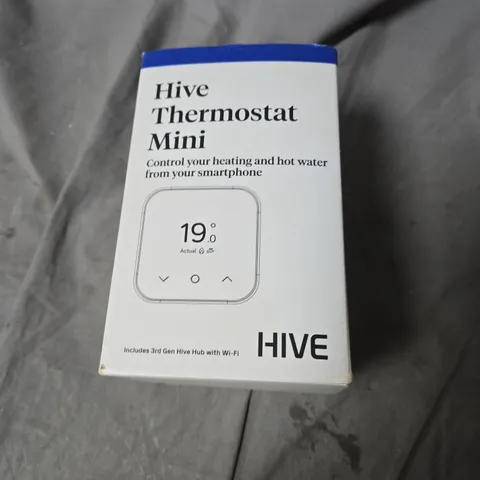 Hive
Thermostat
Mini
Control your heating and hot water
from your smartphone
19.0°
Actual
Includes 3rd Gen Hive Hub with Wi-Fi
HIVE